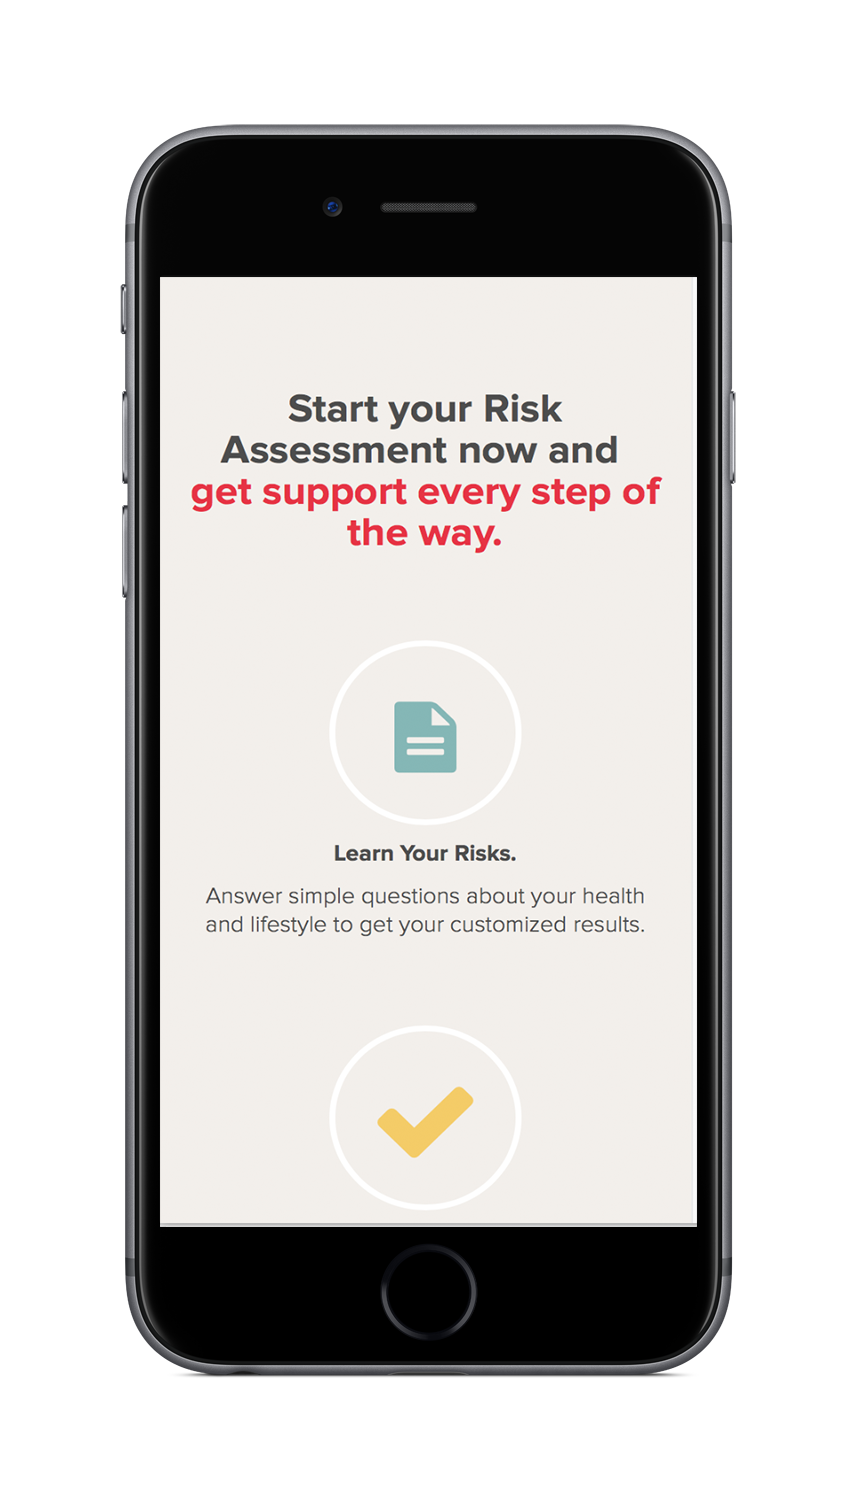 Start your Risk
Assessment now and
get support every step of
the way.
Learn Your Risks.
Answer simple questions about your health
and lifestyle to get your customized results.